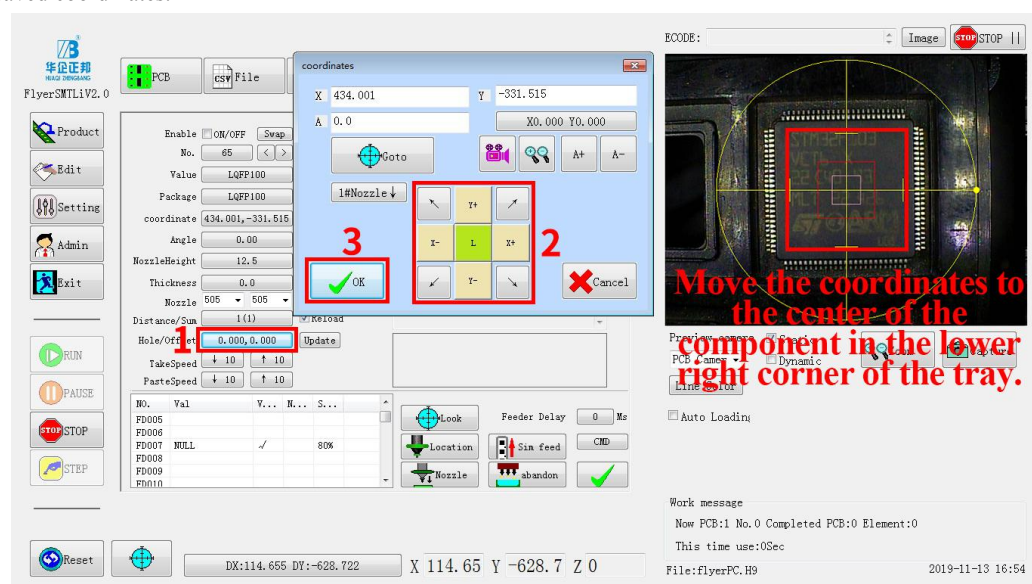 aved coordinates.
华企正邦
HUAQI ZHENGBANG
FlyerSMTLiV2.0
Product
Edit
Setting
Admin
Exit
RUN
PAUSE
STOP
STEP
Reset
PCB
CSV File
Enable ON/OFF Swap
No. 65 < >
Value LQFP100
Package LQFP100
coordinate 434.001,-331.515
Angle 0.00
NozzleHeight 12.5
Thickness 0.0
Nozzle 505 505
Distance/Sum 1(1) Reload
Hole/Offset 0.000,0.000 Update
TakeSpeed ↓ 10 ↑ 10
PasteSpeed ↓ 10 ↑ 10
1
coordinates
X 434.001 Y -331.515
A 0.0 X0.000 Y0.000
Goto A+ A-
1#Nozzle↓
↖ Y+ ↗
X- L X+
↙ Y- ↘
3
2
OK
Cancel
NO. Val V... N... S...
FD005
FD006
FD007 NULL √ 80%
FD008
FD009
FD010
Look
Location
Nozzle
Feeder Delay 0 Ms
Sim feed CMD
abandon
DX:114.655 DY:-628.722
X 114.65 Y -628.7 Z 0
ECODE:
Image
STOP STOP ||
Move the coordinates to
the center of the
component in the lower
right corner of the tray.
Preview camera
Static
PCB Camer
Dynamic
Line Color
Auto Loading
Work message
Now PCB:1 No.0 Completed PCB:0 Element:0
This time use:0Sec
File:flyerPC.H9
2019-11-13 16:54